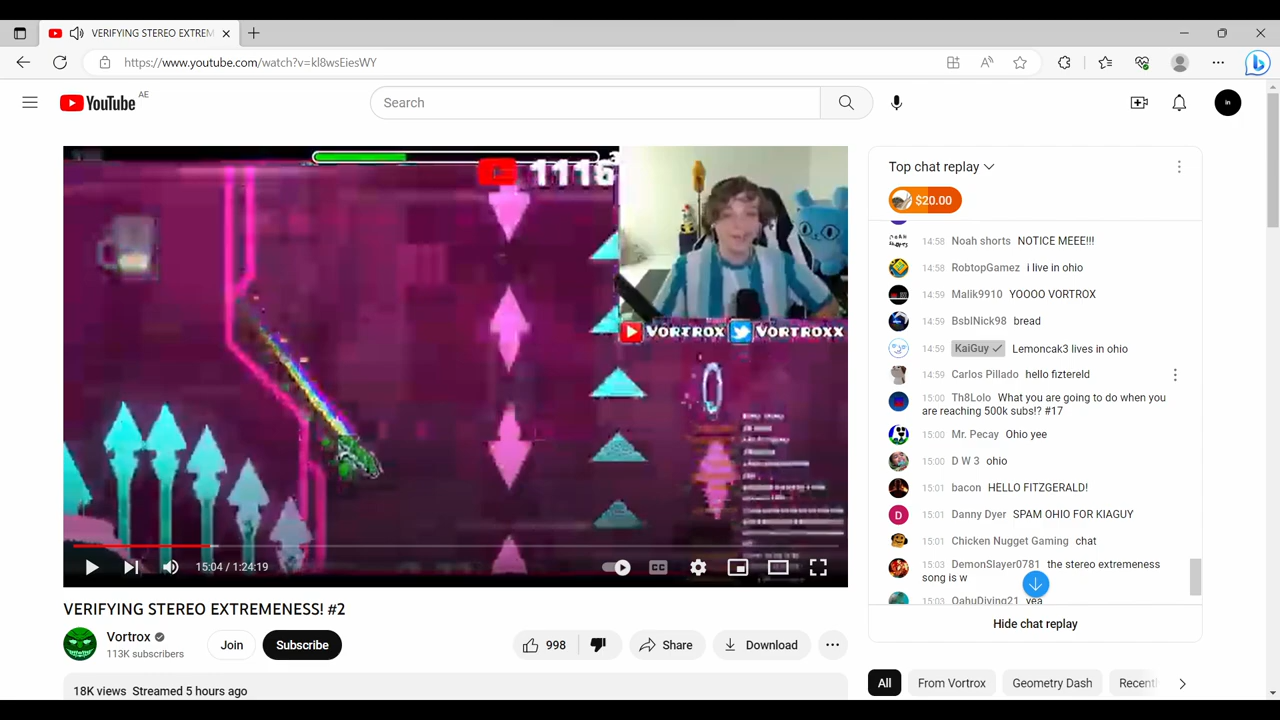 VERIFYING STEREO EXTREM
https://www.youtube.com/watch?v=kl8wsEiesWY
YouTube AE
Search
in
1116
VORTROX VORTROXX
15:04 / 1:24:19
CC
VERIFYING STEREO EXTREMENESS! #2
Vortrox
113K subscribers
Join
Subscribe
998
Share
Download
18K views Streamed 5 hours ago
Top chat replay
$20.00
14:58 Noah shorts NOTICE MEEE!!!
14:58 RobtopGamez i live in ohio
14:59 Malik9910 YOOOO VORTROX
14:59 BsblNick98 bread
14:59 KaiGuy Lemoncak3 lives in ohio
14:59 Carlos Pillado hello fiztereld
15:00 Th8Lolo What you are going to do when you
are reaching 500k subs!? #17
15:00 Mr. Pecay Ohio yee
15:00 D W 3 ohio
15:01 bacon HELLO FITZGERALD!
D
15:01 Danny Dyer SPAM OHIO FOR KIAGUY
15:01 Chicken Nugget Gaming chat
15:03 DemonSlayer0781 the stereo extremeness
song is w
15:03 OahuDiving21 yea
Hide chat replay
All
From Vortrox
Geometry Dash
Recent